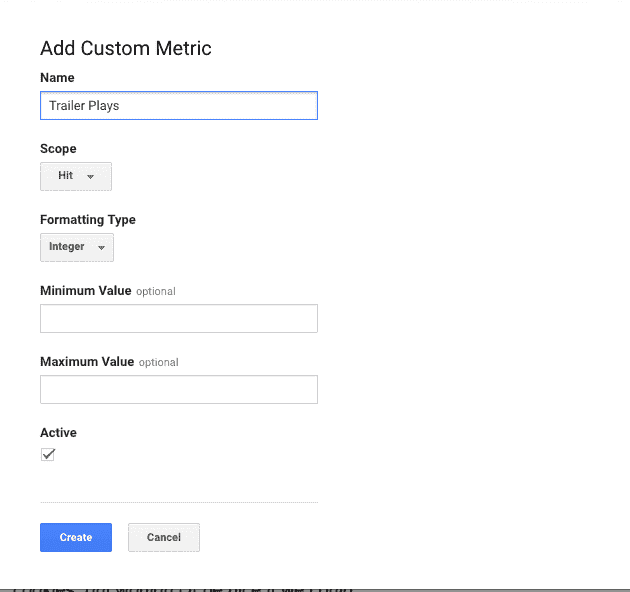 Add Custom Metric
Name
Trailer Plays
Scope
Hit
Formatting Type
Integer
Minimum Value optional
Maximum Value optional
Active
Create Cancel